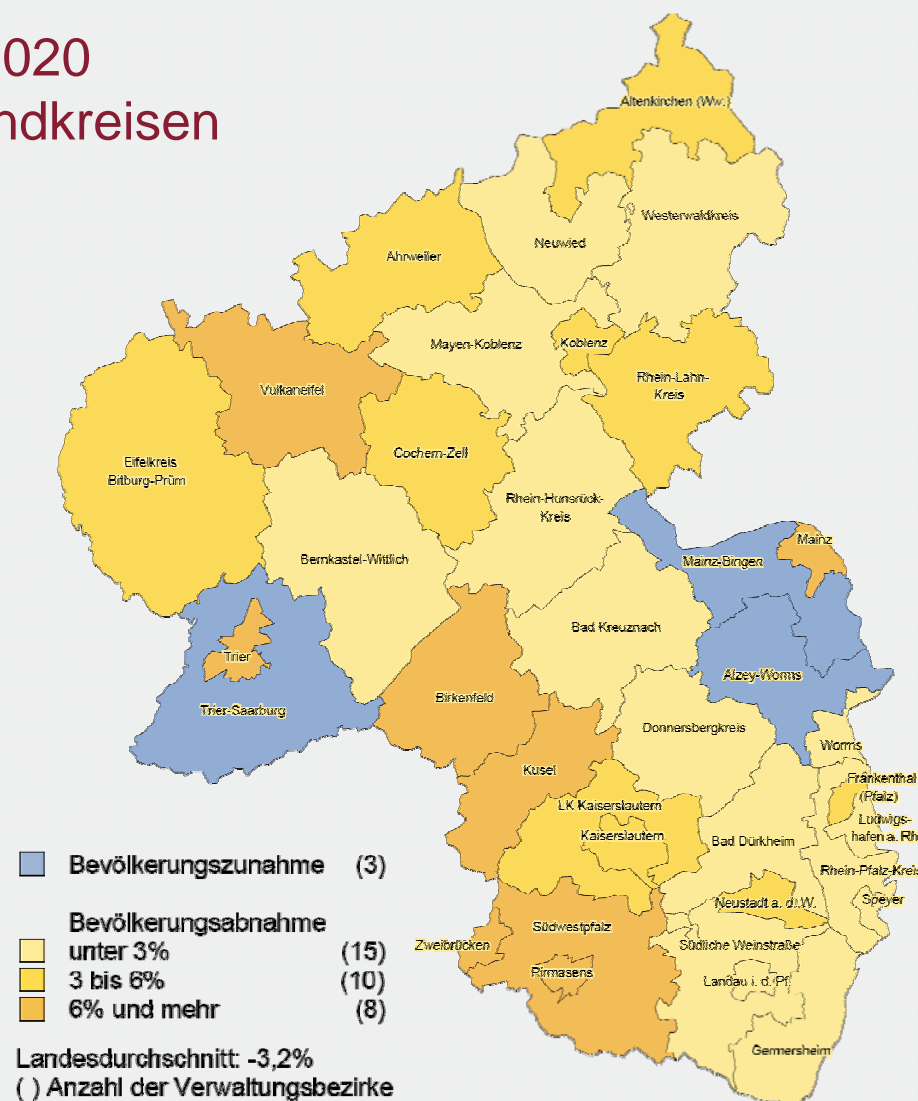 020
ndkreisen
Altenkirchen (Ww.)
Westerwaldkreis
Neuwied
Ahrweiler
Mayen-Koblenz
Koblenz
Rhein-Lahn-
Kreis
Vulkaneifel
Cochem-Zell
Eifelkreis
Bitburg-Prüm
Rhein-Hunsrück-
Kreis
Mainz
Bernkastel-Wittlich
Mainz-Bingen
Bad Kreuznach
Trier
Alzey-Worms
Birkenfeld
Trier-Saarburg
Donnersbergkreis
Worms
Kusel
Frankenthal
(Pfalz)
LK Kaiserslautern
Ludwigs-
hafen a. Rh
Kaiserslautern
Bad Dürkheim
Rhein-Pfalz-Kreis
Neustadt a. d. W.
Speyer
Südwestpfalz
Zweibrücken
Südliche Weinstraße
Pirmasens
Landau i. d. Pf.
Germersheim
Bevölkerungszunahme (3)
Bevölkerungsabnahme
unter 3% (15)
3 bis 6% (10)
6% und mehr (8)
Landesdurchschnitt: -3,2%
( ) Anzahl der Verwaltungsbezirke